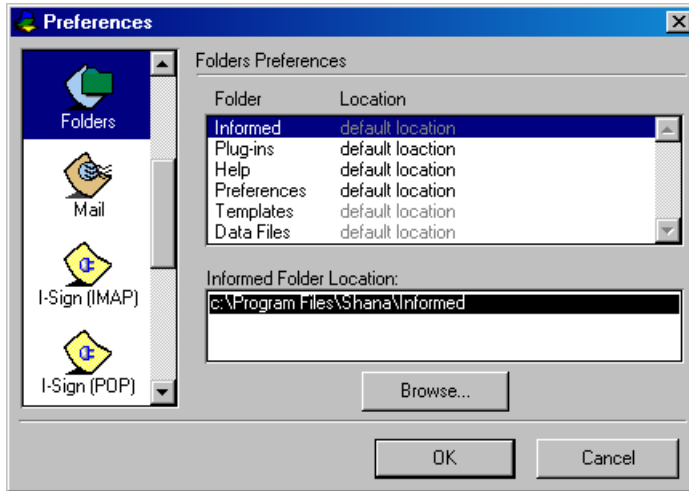 Preferences
Folders
Mail
I-Sign (IMAP)
I-Sign (POP)
Folders Preferences
Folder Location
Informed default location
Plug-ins default loaction
Help default location
Preferences default location
Templates default location
Data Files default location
Informed Folder Location:
c:\Program Files\Shana\Informed
Browse...
OK Cancel